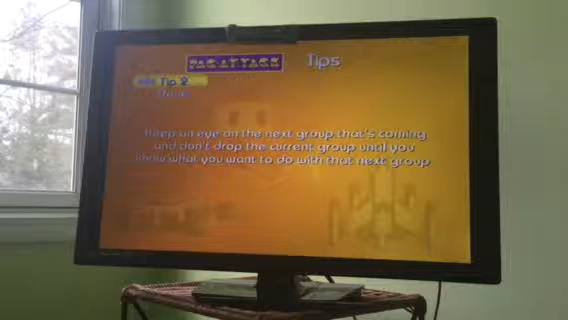 PAC-ATTACK Tips
Tip 2
Keep an eye on the next group that's coming
and don't drop the current group until you
know what you want to do with that next group